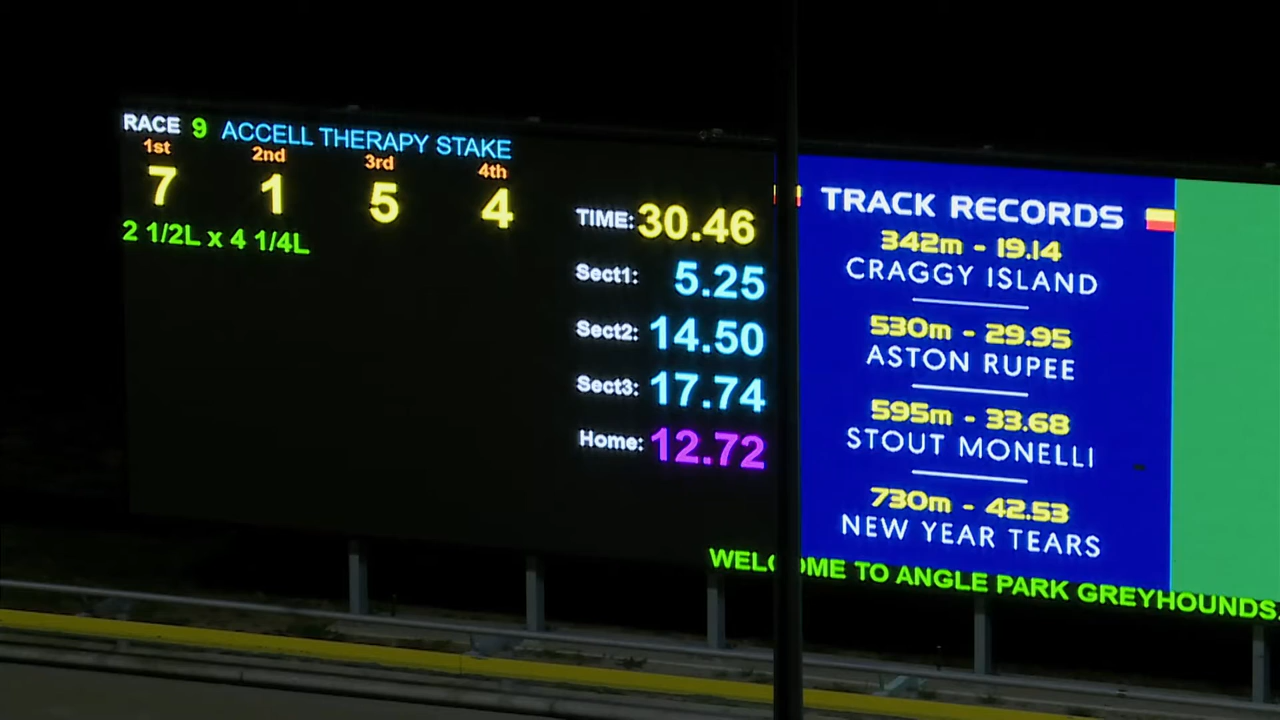 RACE 9 ACCELL THERAPY STAKE
1st 2nd 3rd 4th
7 1 5 4
2 1/2L x 4 1/4L
TIME: 30.46
Sect1: 5.25
Sect2: 14.50
Sect3: 17.74
Home: 12.72
TRACK RECORDS
342m - 19.14
CRAGGY ISLAND
530m - 29.95
ASTON RUPEE
595m - 33.68
STOUT MONELLI
730m - 42.53
NEW YEAR TEARS
WELCOME TO ANGLE PARK GREYHOUNDS.